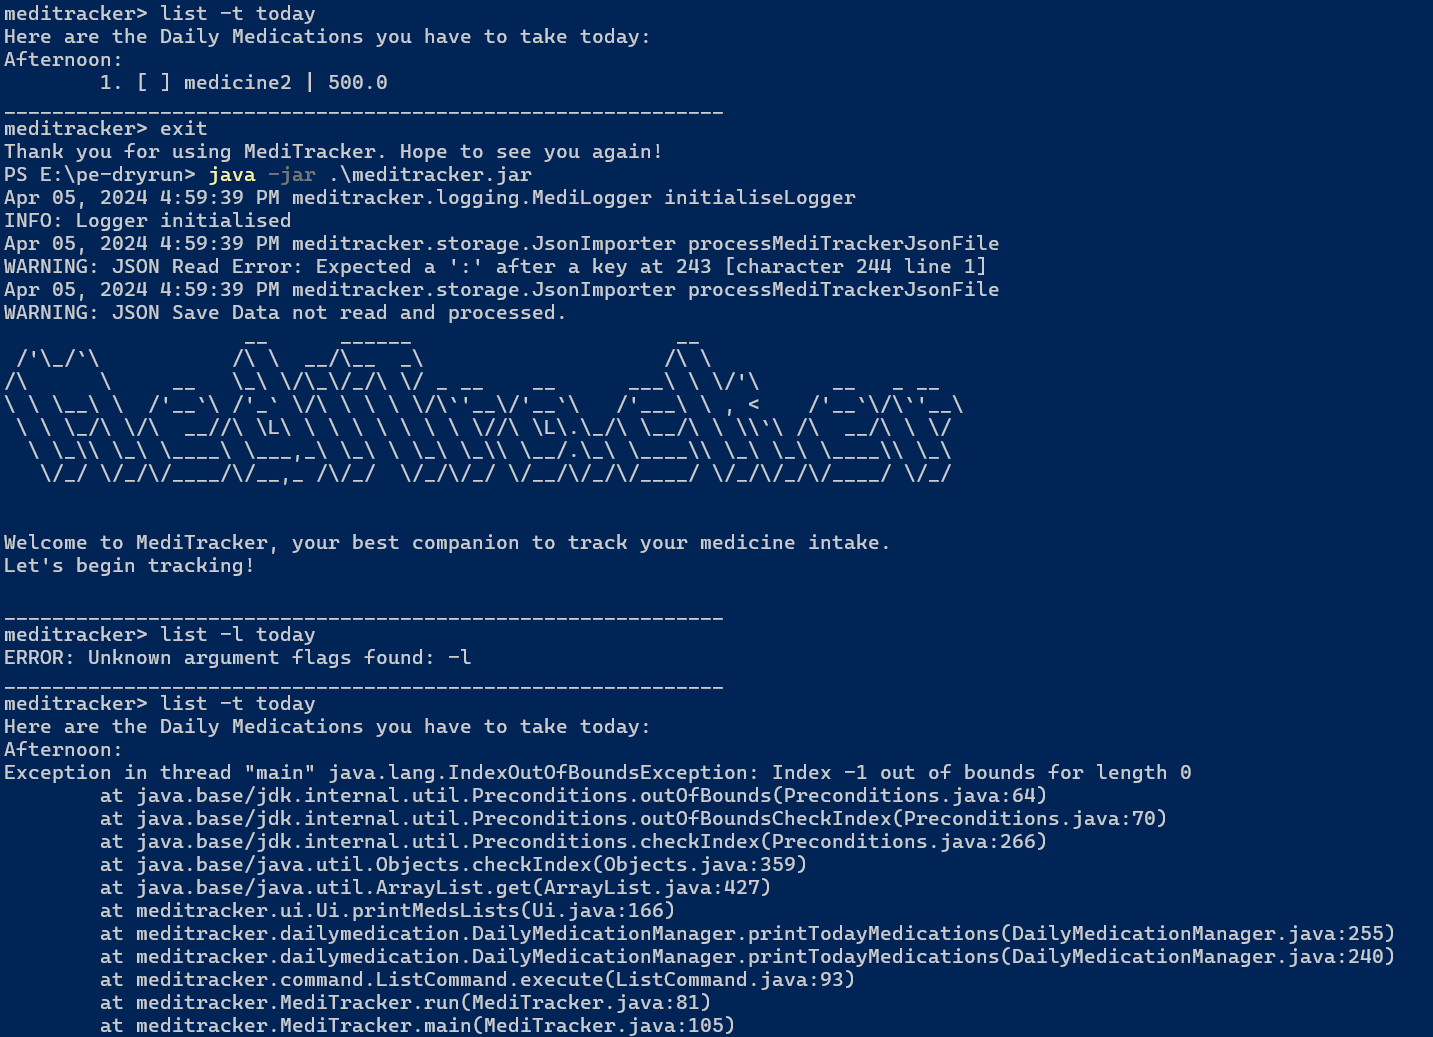 meditracker> list -t today
Here are the Daily Medications you have to take today:
Afternoon:
        1. [ ] medicine2 | 500.0
____________________________________________________________
meditracker> exit
Thank you for using MediTracker. Hope to see you again!
PS E:\pe-dryrun> java -jar .\meditracker.jar
Apr 05, 2024 4:59:39 PM meditracker.logging.MediLogger initialiseLogger
INFO: Logger initialised
Apr 05, 2024 4:59:39 PM meditracker.storage.JsonImporter processMediTrackerJsonFile
WARNING: JSON Read Error: Expected a ':' after a key at 243 [character 244 line 1]
Apr 05, 2024 4:59:39 PM meditracker.storage.JsonImporter processMediTrackerJsonFile
WARNING: JSON Save Data not read and processed.
MediTracker
Welcome to MediTracker, your best companion to track your medicine intake.
Let's begin tracking!
____________________________________________________________
meditracker> list -l today
ERROR: Unknown argument flags found: -l
____________________________________________________________
meditracker> list -t today
Here are the Daily Medications you have to take today:
Afternoon:
Exception in thread "main" java.lang.IndexOutOfBoundsException: Index -1 out of bounds for length 0
        at java.base/jdk.internal.util.Preconditions.outOfBounds(Preconditions.java:64)
        at java.base/jdk.internal.util.Preconditions.outOfBoundsCheckIndex(Preconditions.java:70)
        at java.base/jdk.internal.util.Preconditions.checkIndex(Preconditions.java:266)
        at java.base/java.util.Objects.checkIndex(Objects.java:359)
        at java.base/java.util.ArrayList.get(ArrayList.java:427)
        at meditracker.ui.Ui.printMedsLists(Ui.java:166)
        at meditracker.dailymedication.DailyMedicationManager.printTodayMedications(DailyMedicationManager.java:255)
        at meditracker.dailymedication.DailyMedicationManager.printTodayMedications(DailyMedicationManager.java:240)
        at meditracker.command.ListCommand.execute(ListCommand.java:93)
        at meditracker.MediTracker.run(MediTracker.java:81)
        at meditracker.MediTracker.main(MediTracker.java:105)